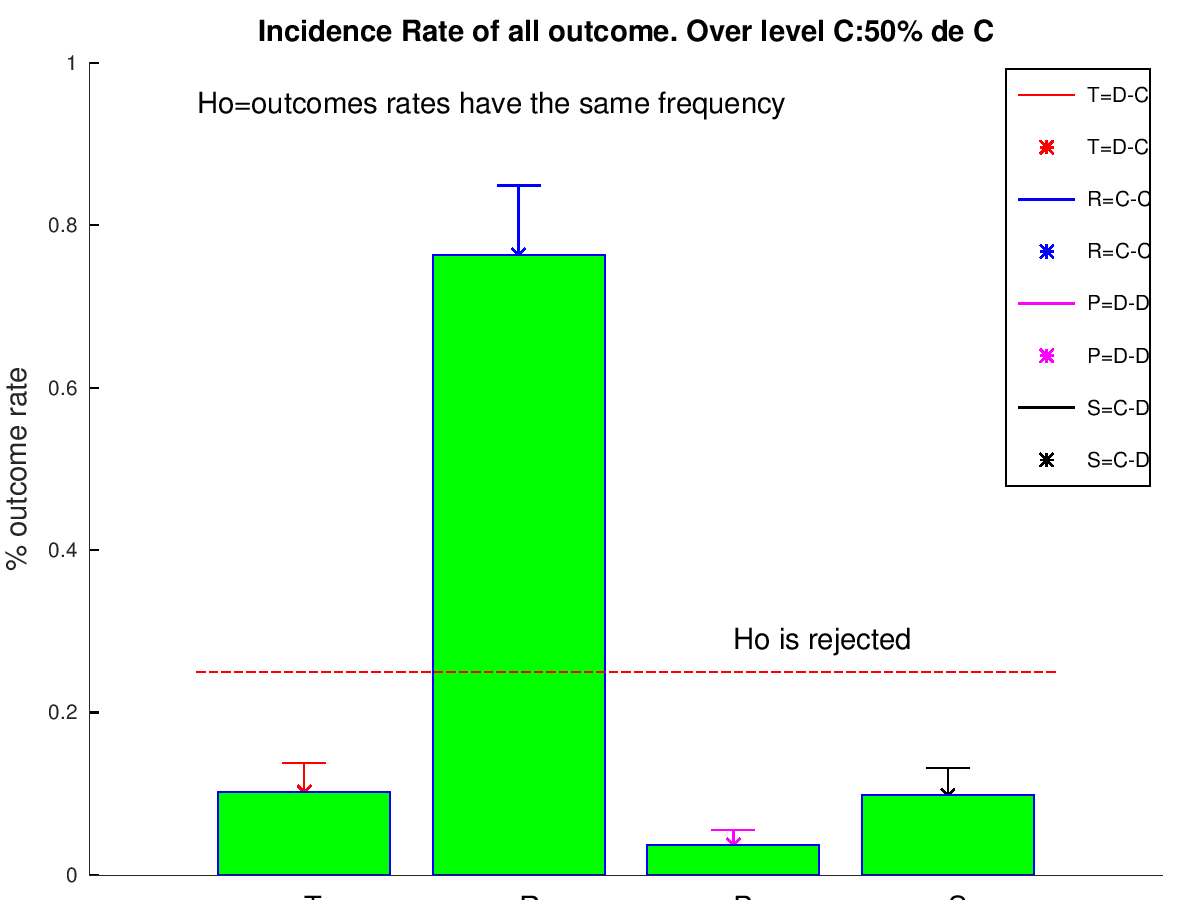 Incidence Rate of all outcome. Over level C:50% de C
Ho=outcomes rates have the same frequency
T=D-C
T=D-C
R=C-C
R=C-C
P=D-D
P=D-D
S=C-D
S=C-D
% outcome rate
1
0.8
0.6
0.4
0.2
0
Ho is rejected